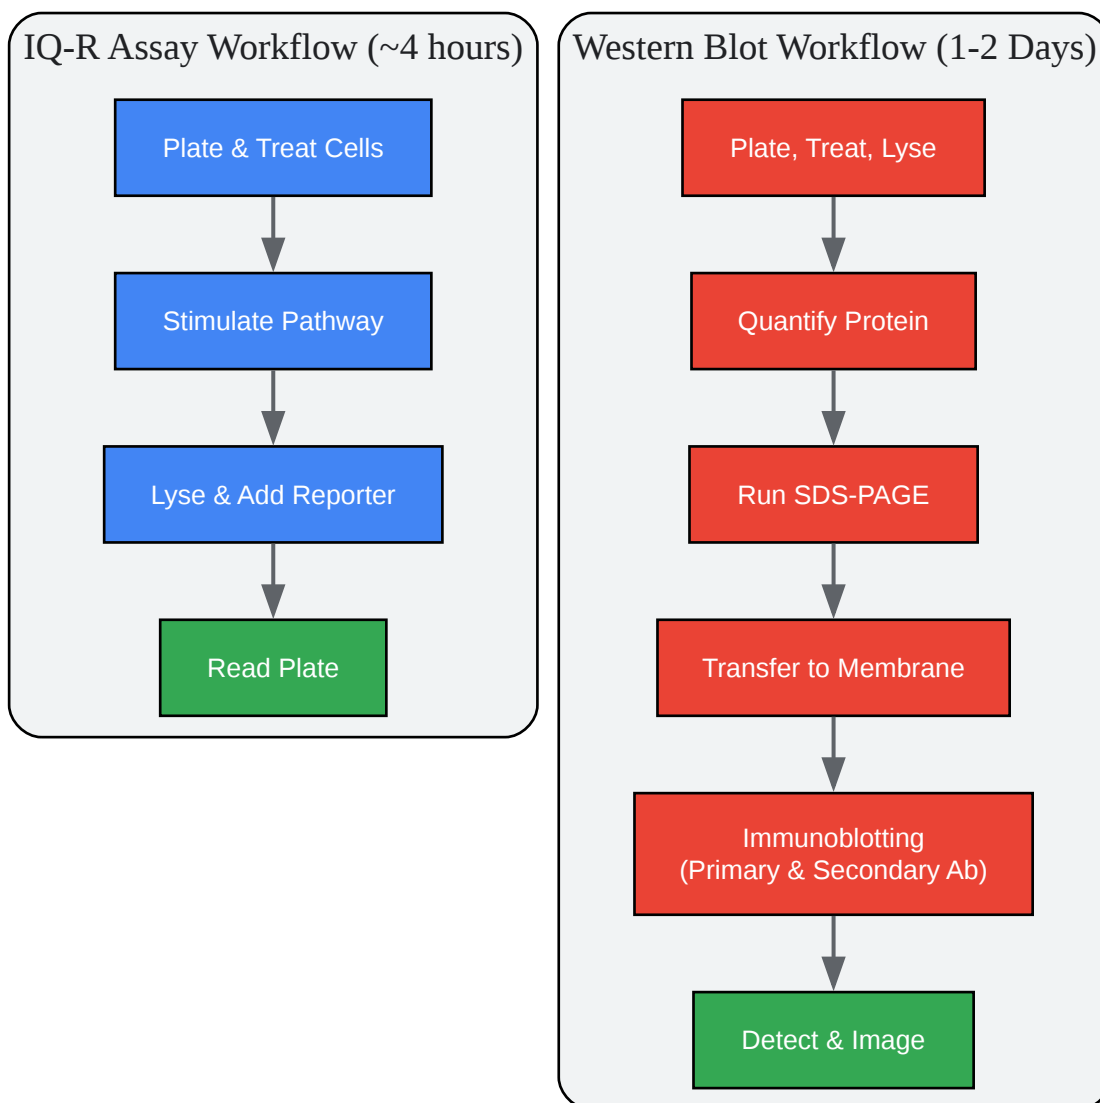 IQ-R Assay Workflow (~4 hours)
Plate & Treat Cells
Stimulate Pathway
Lyse & Add Reporter
Read Plate
Western Blot Workflow (1-2 Days)
Plate, Treat, Lyse
Quantify Protein
Run SDS-PAGE
Transfer to Membrane
Immunoblotting
(Primary & Secondary Ab)
Detect & Image